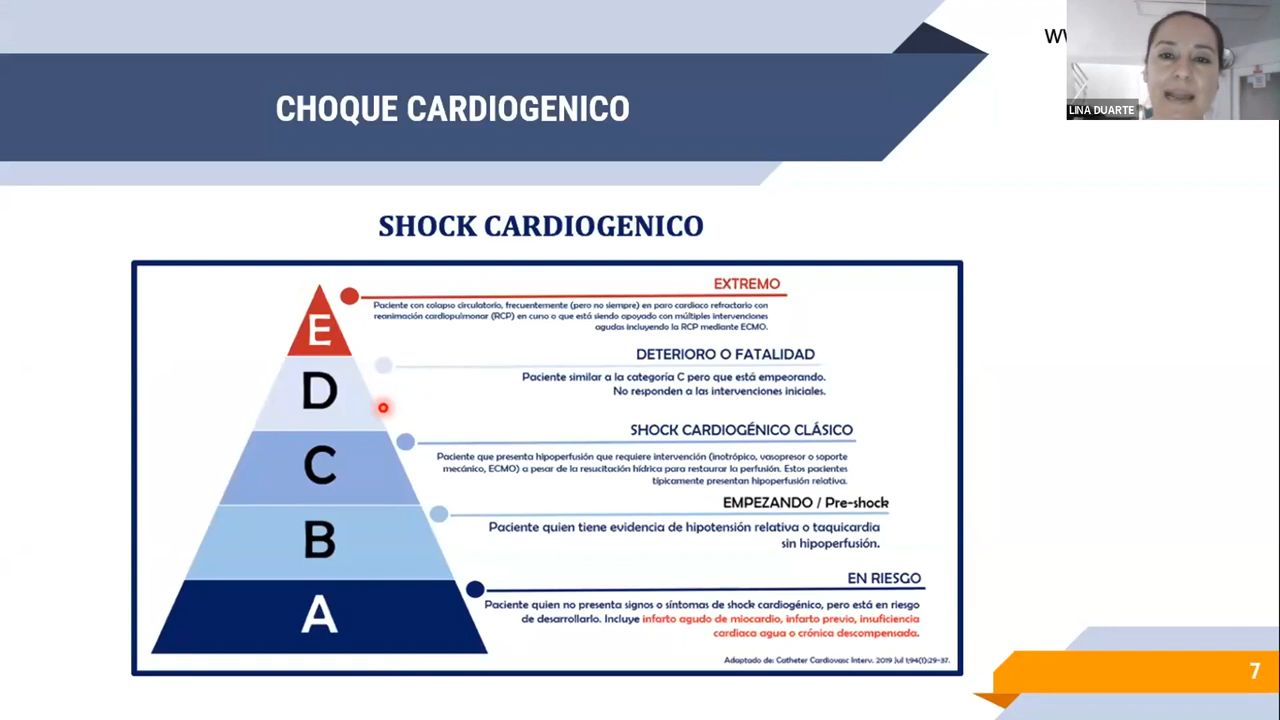 LINA DUARTE
CHOQUE CARDIOGENICO
SHOCK CARDIOGENICO
E
EXTREMO
Paciente con colapso circulatorio, frecuentemente (pero no siempre) en paro cardiaco refractario con
reanimación cardiopulmonar (RCP) en curso o que está siendo apoyado con múltiples intervenciones
agudas incluyendo la RCP mediante ECMO.
D
DETERIORO O FATALIDAD
Paciente similar a la categoría C pero que está empeorando.
No responden a las intervenciones iniciales.
C
SHOCK CARDIOGÉNICO CLÁSICO
Paciente que presenta hipoperfusión que requiere intervención (inotrópico, vasopresor o soporte
mecánico, ECMO) a pesar de la resucitación hídrica para restaurar la perfusión. Estos pacientes
típicamente presentan hipoperfusión relativa.
B
EMPEZANDO / Pre-shock
Paciente quien tiene evidencia de hipotensión relativa o taquicardia
sin hipoperfusión.
A
EN RIESGO
Paciente quien no presenta signos o síntomas de shock cardiogénico, pero está en riesgo
de desarrollarlo. Incluye infarto agudo de miocardio, infarto previo, insuficiencia
cardiaca agua o crónica descompensada.
Adaptado de: Catheter Cardiovasc Interv. 2019 Jul 1;94(1):29-37.
7